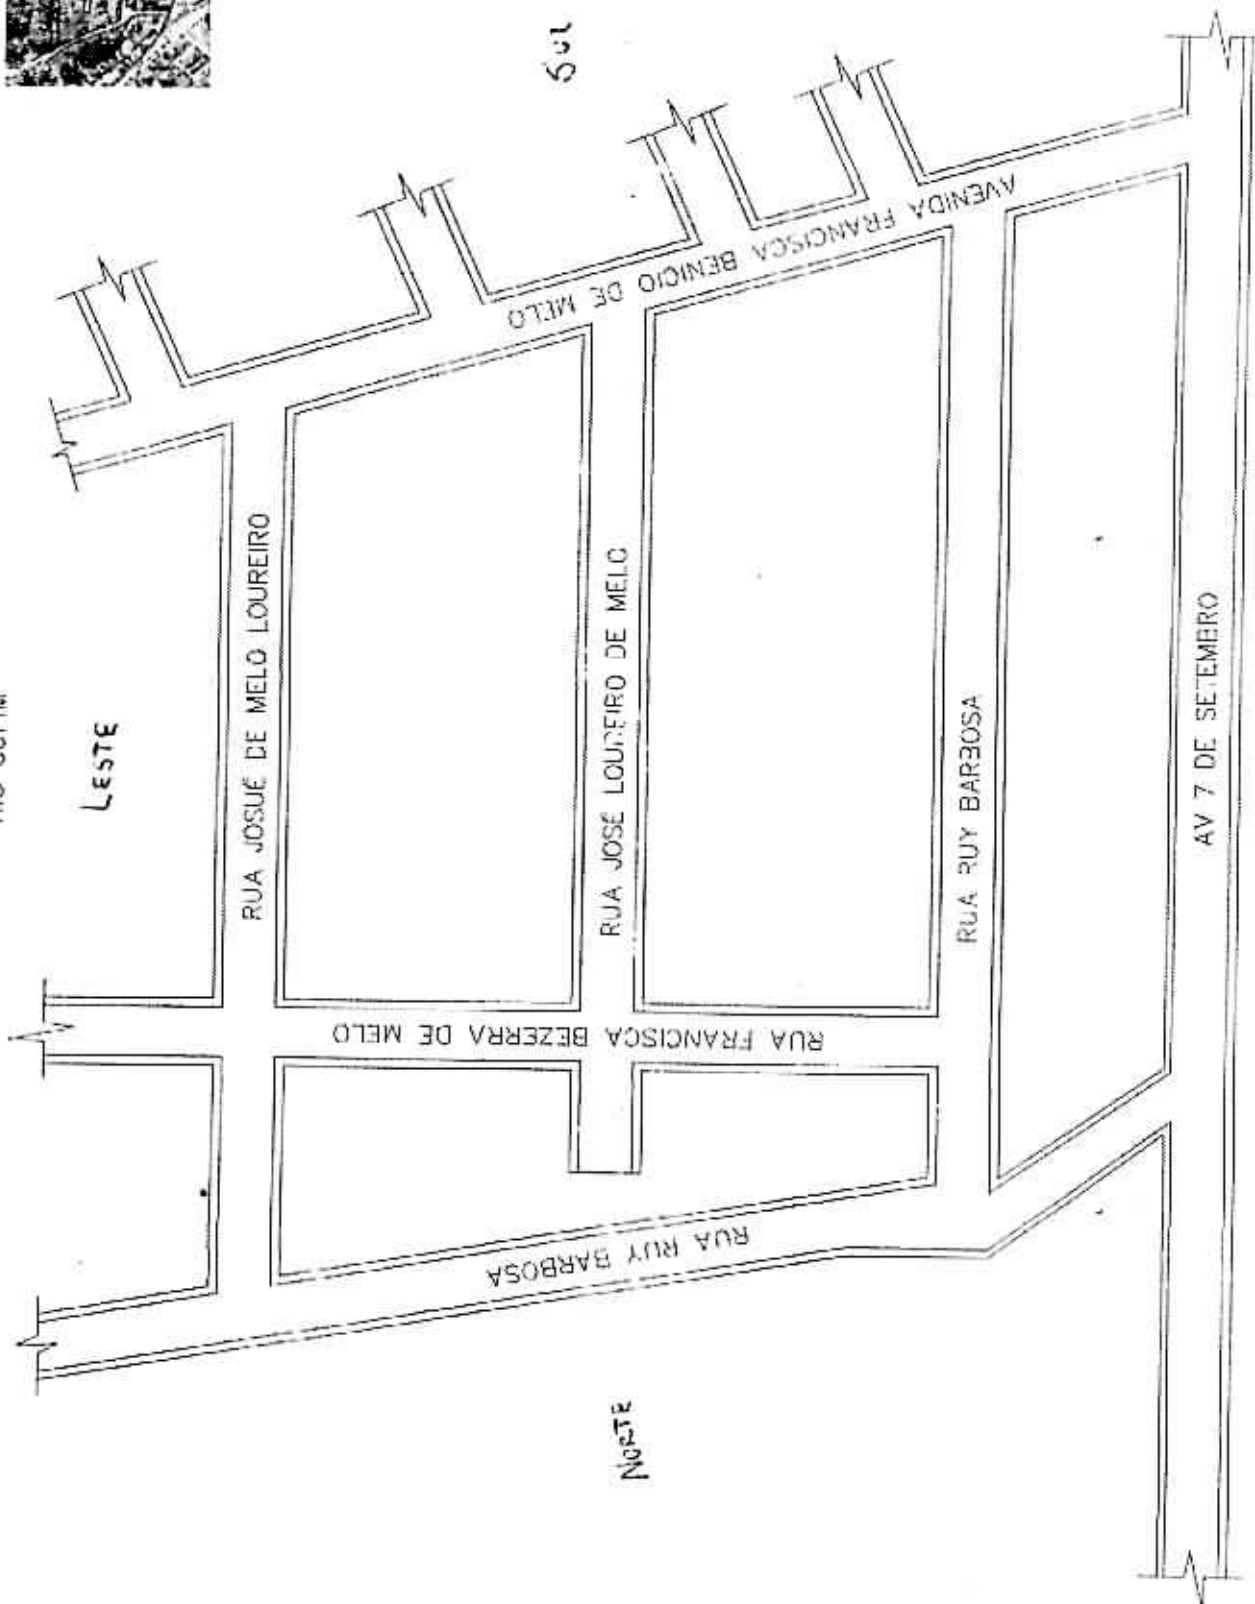 SUL
LESTE
AVENIDA FRANCISCA BENICIO DE MELO
RUA JOSUÉ DE MELO LOUREIRO
RUA JOSÉ LOUREIRO DE MELO
RUA RUY BARBOSA
AV 7 DE SETEMBRO
RUA FRANCISCA BEZERRA DE MELO
RUA RUY BARBOSA
NORTE